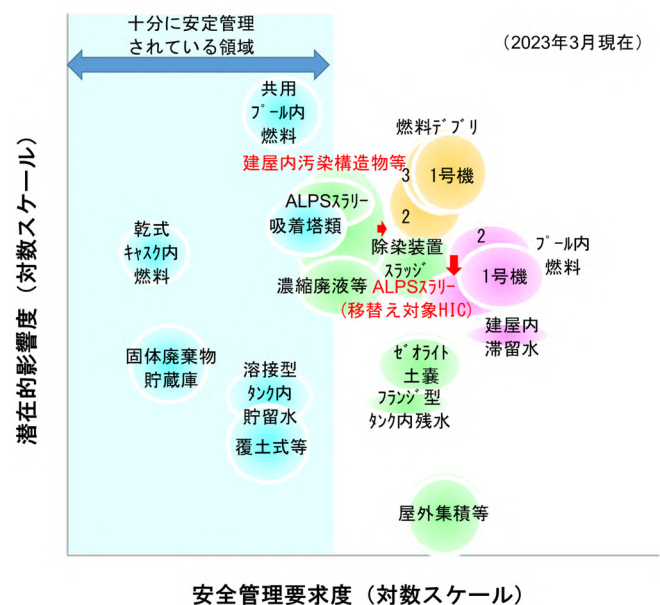 十分に安定管理
されている領域
（2023年3月現在）
共用
ﾌﾟｰﾙ内
燃料
燃料ﾃﾞﾌﾞﾘ
建屋内汚染構造物等
3
1号機
2
ALPSｽﾗﾘｰ
吸着塔類
乾式
ｷｬｽｸ内
燃料
除染装置
ｽﾗｯｼﾞ
2
ﾌﾟｰﾙ内
燃料
1号機
濃縮廃液等
ALPSｽﾗﾘｰ
(移替え対象HIC)
建屋内
滞留水
固体廃棄物
貯蔵庫
溶接型
ﾀﾝｸ内
貯留水
覆土式等
ｾﾞｵﾗｲﾄ
土嚢
ﾌﾗﾝｼﾞ型
ﾀﾝｸ内残水
屋外集積等
潜在的影響度（対数スケール）
安全管理要求度（対数スケール）